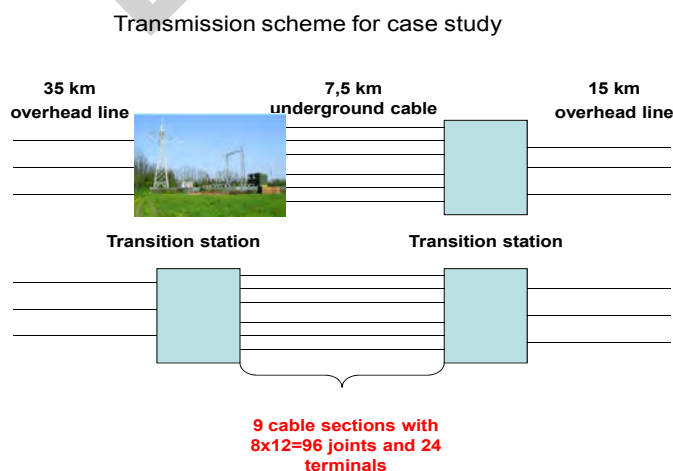 Transmission scheme for case study
35 km
overhead line
7,5 km
underground cable
15 km
overhead line
Transition station
Transition station
9 cable sections with
8x12=96 joints and 24
terminals